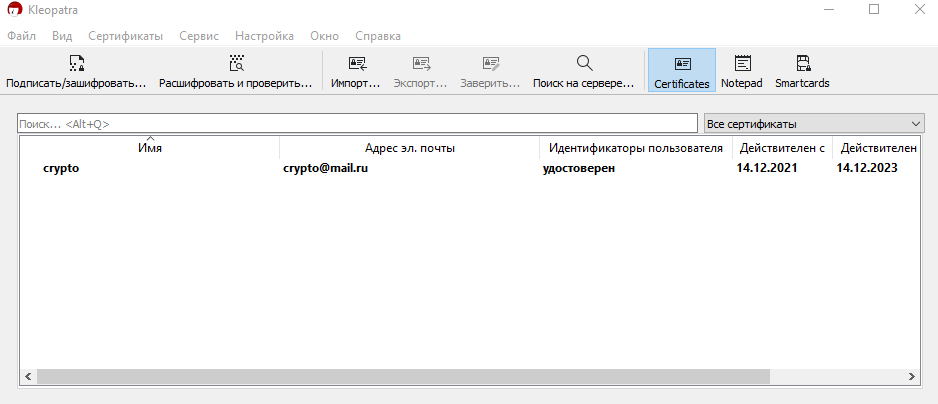 Kleopatra
Файл Вид Сертификаты Сервис Настройка Окно Справка
Подписать/зашифровать... Расшифровать и проверить... Импорт... Экспорт... Заверить... Поиск на сервере... Certificates Notepad Smartcards
Поиск... <Alt+Q> Все сертификаты
Имя Адрес эл. почты Идентификаторы пользователя Действителен с Действителен
crypto crypto@mail.ru удостоверен 14.12.2021 14.12.2023